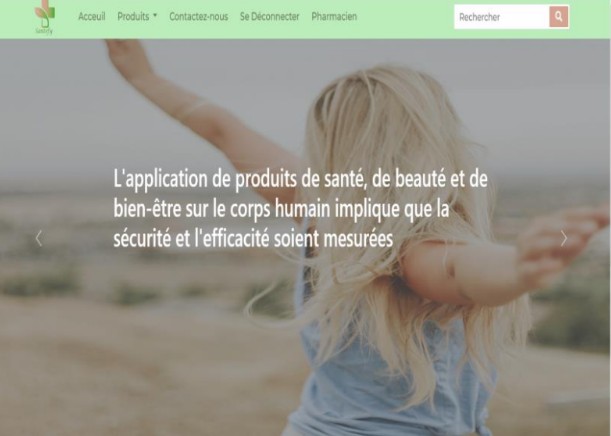 Acceuil Produits Contactez-nous Se Déconnecter Pharmacien Rechercher
L'application de produits de santé, de beauté et de
bien-être sur le corps humain implique que la
sécurité et l'efficacité soient mesurées